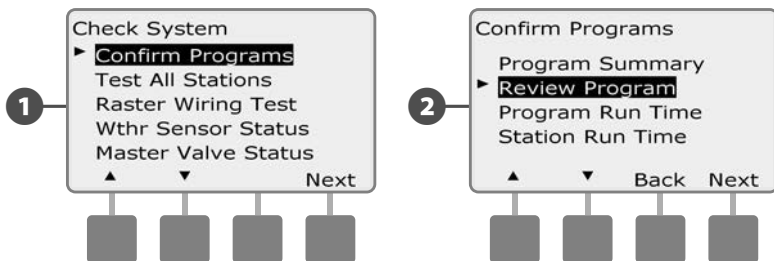 1
Check System
Confirm Programs
Test All Stations
Raster Wiring Test
Wthr Sensor Status
Master Valve Status
Next
2
Confirm Programs
Program Summary
Review Program
Program Run Time
Station Run Time
Back Next